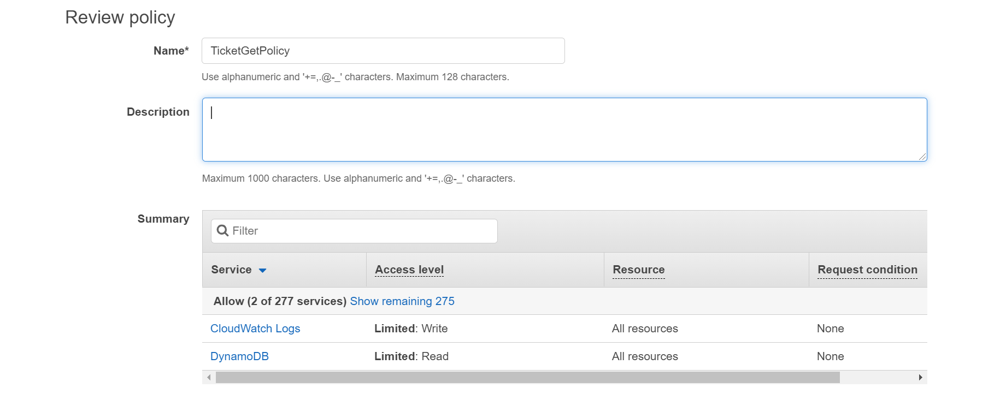 Review policy
Name*
TicketGetPolicy
Use alphanumeric and '+=,.@-_' characters. Maximum 128 characters.
Description
Maximum 1000 characters. Use alphanumeric and '+=,.@-_' characters.
Summary
Filter
Service Access level Resource Request condition
Allow (2 of 277 services) Show remaining 275
CloudWatch Logs Limited: Write All resources None
DynamoDB Limited: Read All resources None